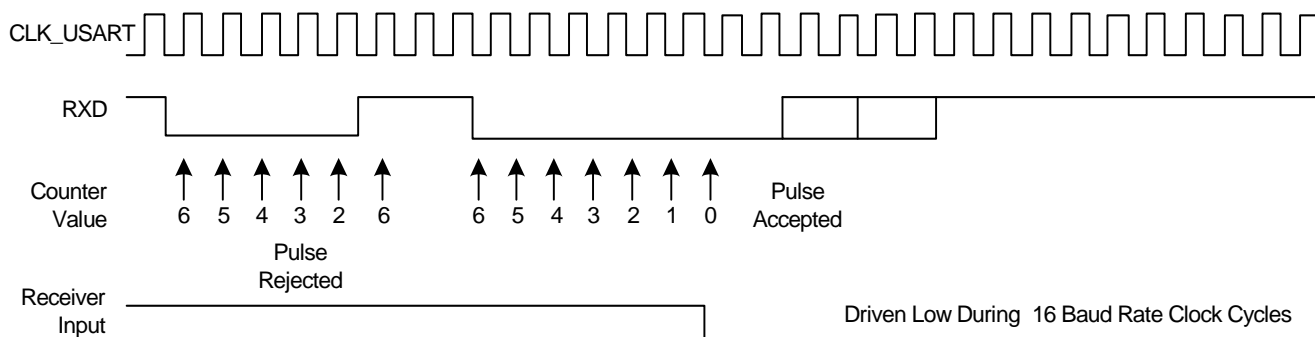 CLK_USART
RXD
Counter
Value
6 5 4 3 2 6 6 5 4 3 2 1 0
Pulse
Accepted
Pulse
Rejected
Receiver
Input
Driven Low During 16 Baud Rate Clock Cycles